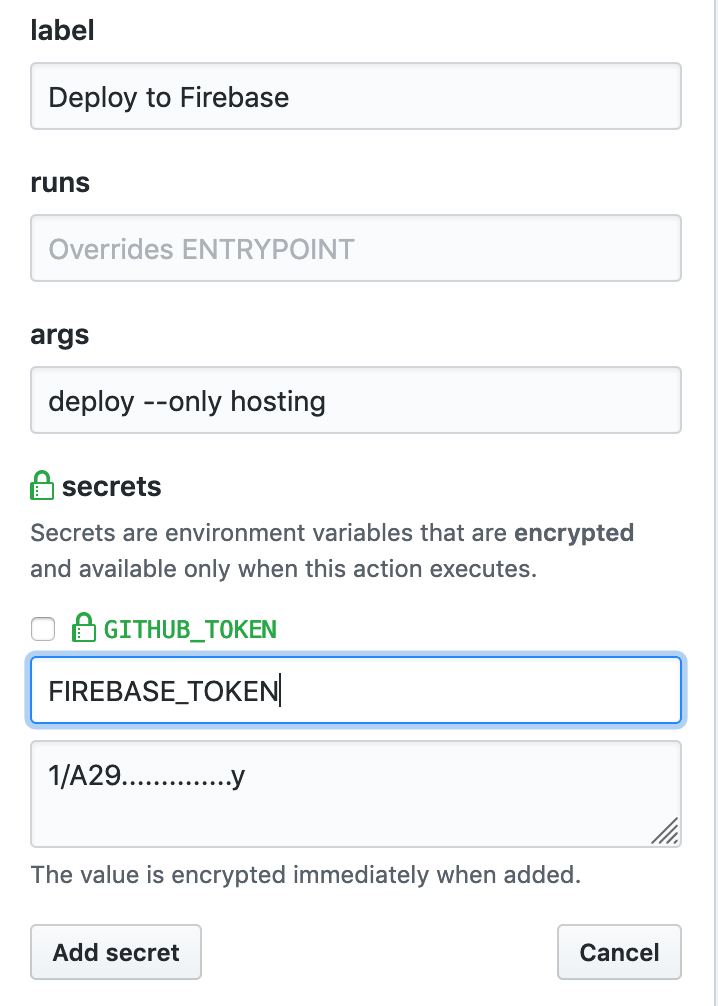 label
Deploy to Firebase
runs
Overrides ENTRYPOINT
args
deploy --only hosting
secrets
Secrets are environment variables that are encrypted
and available only when this action executes.
GITHUB_TOKEN
FIREBASE_TOKEN
1/A29..............y
The value is encrypted immediately when added.
Add secret
Cancel